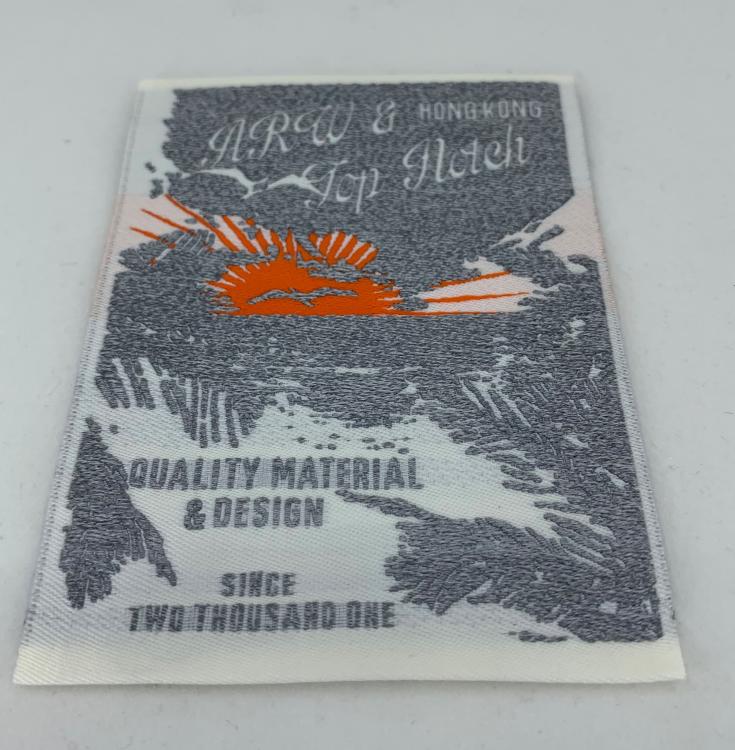 ARW & HONG KONG
Top Notch
QUALITY MATERIAL
& DESIGN
SINCE
TWO THOUSAND ONE